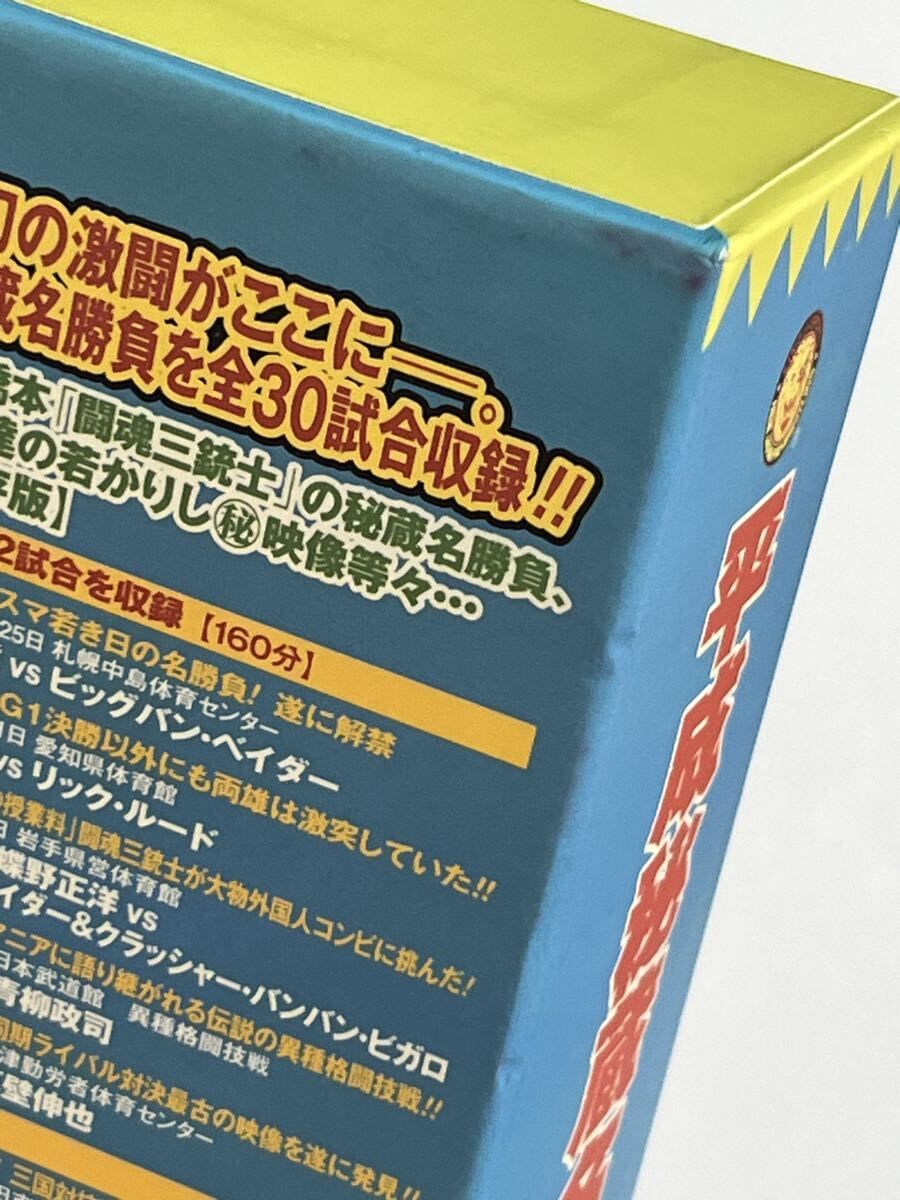 の激闘がここに──。
蔵名勝負を全30試合収録!!
橋本『闘魂三銃士』の秘蔵名勝負、
達の若かりし㊙映像等々…
版】
2試合を収録【160分】
スマ若き日の名勝負! 遂に解禁
25日 札幌中島体育センター
vs ビッグバン・ベイダー
G1決勝以外にも両雄は激突していた!!
日 愛知県体育館
vs リック・ルード
授業料」闘魂三銃士が大物外国人コンビに挑んだ!
日 岩手県営体育館
蝶野正洋 vs
イダー&クラッシャー・バンバン・ビガロ
マニアに語り継がれる伝説の異種格闘技戦!!
日本武道館 異種格闘技戦
青柳政司
同期ライバル対決最古の映像を遂に発見!!
津勤労者体育センター
壁伸也
三国対抗
平成秘蔵名